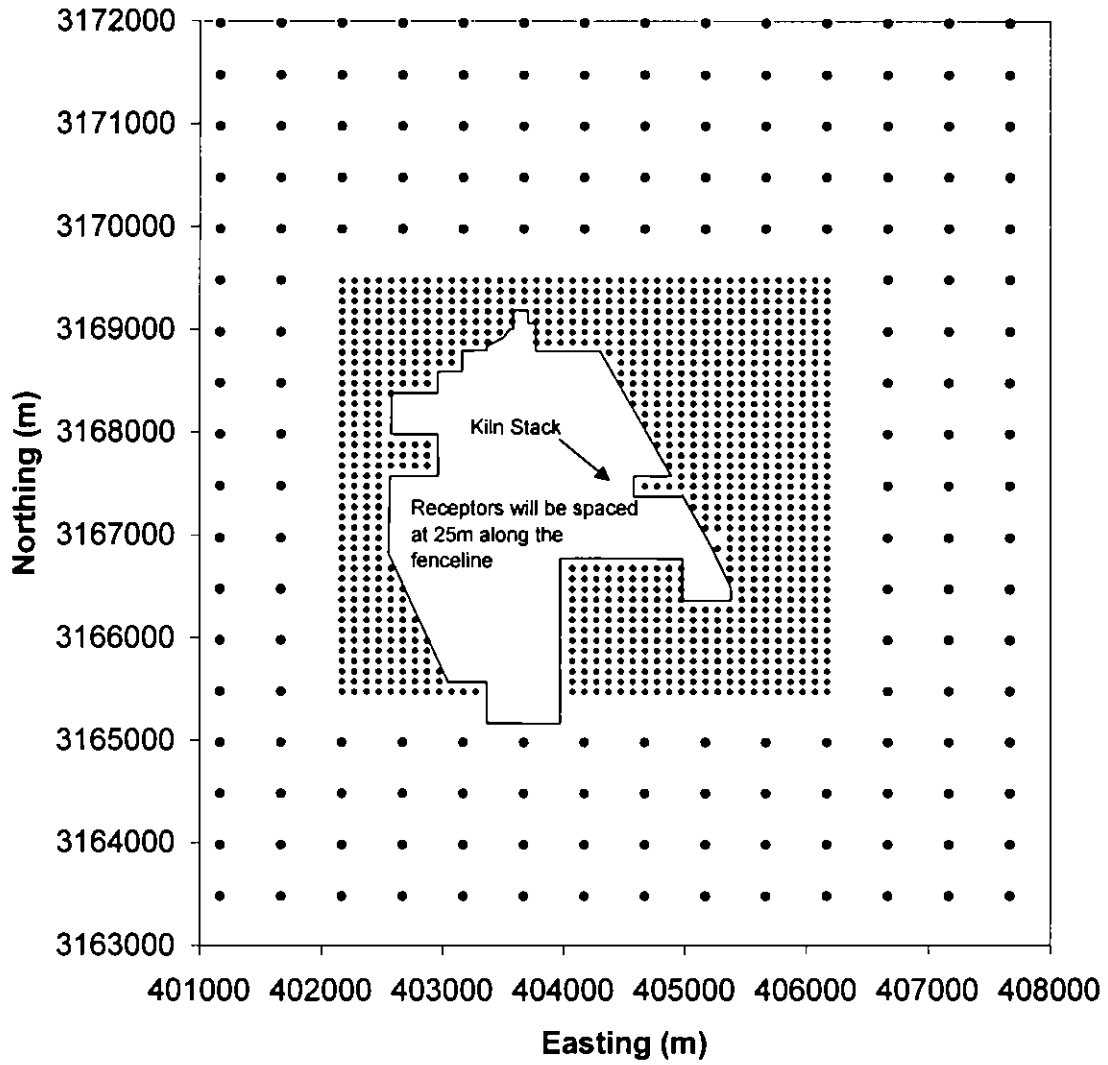 3172000
3171000
3170000
3169000
3168000
3167000
3166000
3165000
3164000
3163000
Northing (m)
Kiln Stack
Receptors will be spaced
at 25m along the
fenceline
401000 402000 403000 404000 405000 406000 407000 408000
Easting (m)